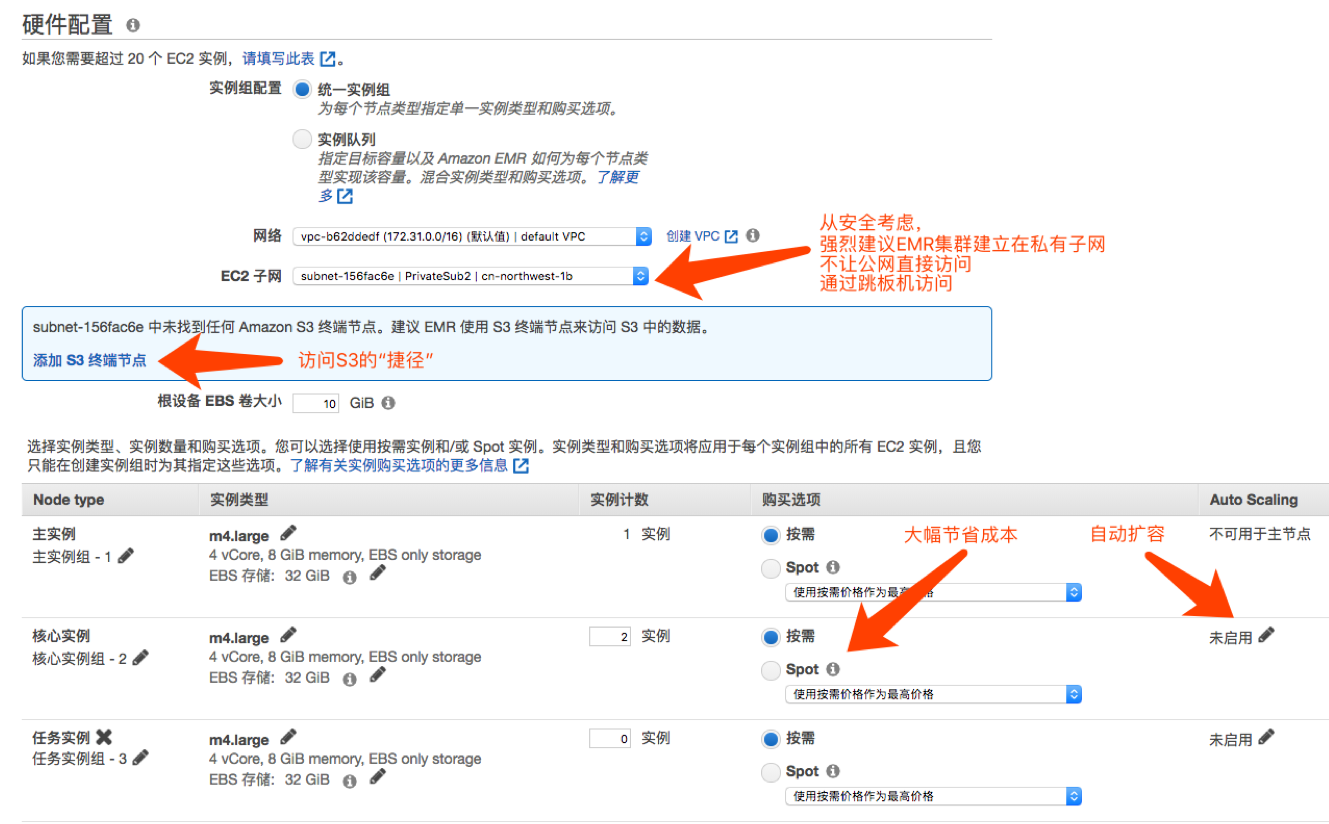 硬件配置
如果您需要超过 20 个 EC2 实例，请填写此表。
实例组配置
统一实例组
为每个节点类型指定单一实例类型和购买选项。
实例队列
指定目标容量以及 Amazon EMR 如何为每个节点类
型实现该容量。混合实例类型和购买选项。了解更
多
网络 vpc-b62ddedf (172.31.0.0/16) (默认值) | default VPC 创建 VPC
EC2 子网 subnet-156fac6e | PrivateSub2 | cn-northwest-1b
从安全考虑,
强烈建议EMR集群建立在私有子网
不让公网直接访问
通过跳板机访问
subnet-156fac6e 中未找到任何 Amazon S3 终端节点。建议 EMR 使用 S3 终端节点来访问 S3 中的数据。
添加 S3 终端节点 访问S3的“捷径”
根设备 EBS 卷大小 10 GiB
选择实例类型、实例数量和购买选项。您可以选择使用按需实例和/或 Spot 实例。实例类型和购买选项将应用于每个实例组中的所有 EC2 实例，且您
只能在创建实例组时为其指定这些选项。了解有关实例购买选项的更多信息
Node type 实例类型 实例计数 购买选项 Auto Scaling
主实例 m4.large 1 实例 按需 大幅节省成本 自动扩容 不可用于主节点
主实例组 - 1 4 vCore, 8 GiB memory, EBS only storage Spot
EBS 存储: 32 GiB
使用按需价格作为最高价格
核心实例 m4.large 2 实例 按需 未启用
核心实例组 - 2 4 vCore, 8 GiB memory, EBS only storage Spot
EBS 存储: 32 GiB
使用按需价格作为最高价格
任务实例 m4.large 0 实例 按需 未启用
任务实例组 - 3 4 vCore, 8 GiB memory, EBS only storage Spot
EBS 存储: 32 GiB
使用按需价格作为最高价格